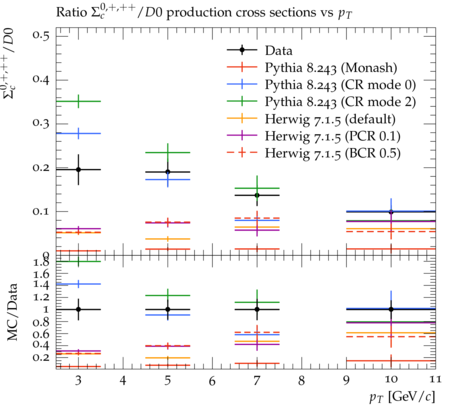 Ratio Σc^0,+,++/D0 production cross sections vs pT
Σc^0,+,++/D0
0.5
0.4
0.3
0.2
0.1
0
Data
Pythia 8.243 (Monash)
Pythia 8.243 (CR mode 0)
Pythia 8.243 (CR mode 2)
Herwig 7.1.5 (default)
Herwig 7.1.5 (PCR 0.1)
Herwig 7.1.5 (BCR 0.5)
MC/Data
1.8
1.6
1.4
1.2
1
0.8
0.6
0.4
0.2
3 4 5 6 7 8 9 10 11
pT [GeV/c]